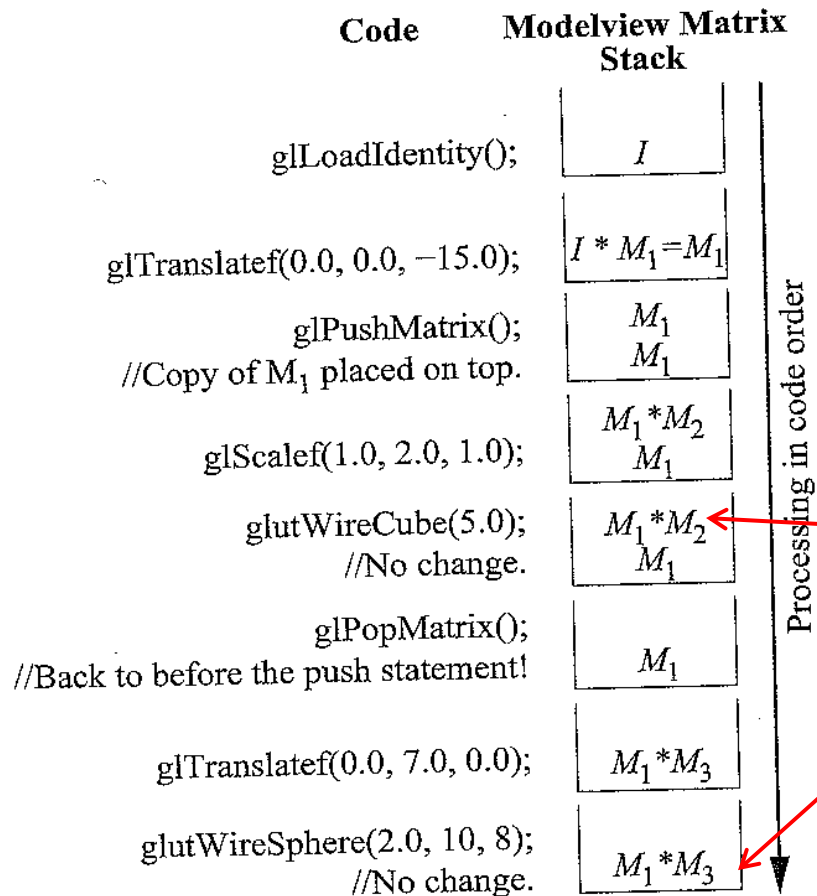 Code Modelview Matrix
Stack
glLoadIdentity(); I
glTranslatef(0.0, 0.0, −15.0); I * M₁=M₁
glPushMatrix(); M₁
//Copy of M₁ placed on top. M₁
M₁*M₂
glScalef(1.0, 2.0, 1.0); M₁
glutWireCube(5.0); M₁*M₂
//No change. M₁
glPopMatrix();
//Back to before the push statement! M₁
glTranslatef(0.0, 7.0, 0.0); M₁*M₃
glutWireSphere(2.0, 10, 8);
//No change. M₁*M₃
Processing in code order